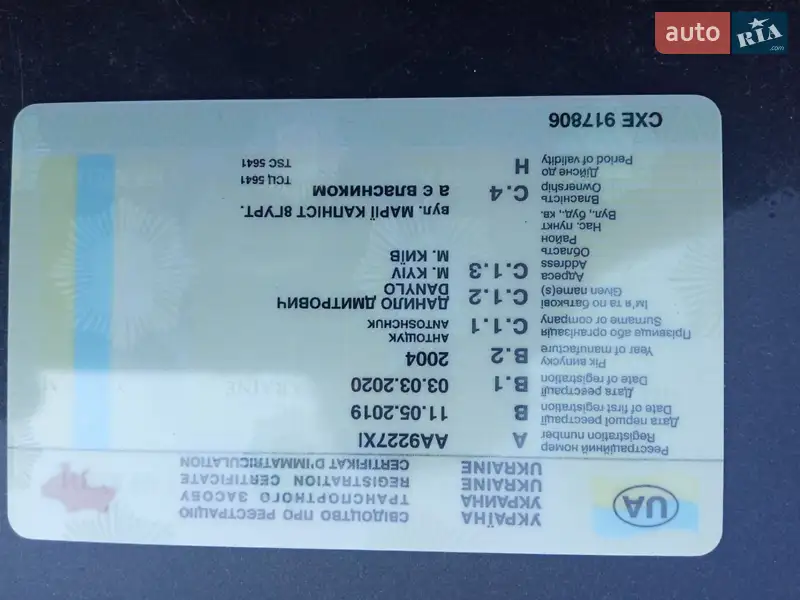 auto RIA .com
UA
УКРАЇНА СВІДОЦТВО ПРО РЕЄСТРАЦІЮ
УКРАИНА ТРАНСПОРТНОГО ЗАСОБУ
UKRAINE REGISTRATION CERTIFICATE
UKRAINE CERTIFIKAT D'IMMATRICULATION
Реєстраційний номер A AA9227XI
Registration number
Дата першої реєстрації B 11.05.2019
Date of first registration
Дата реєстрації B.1 03.03.2020
Date of registration
Рік випуску B.2 2004
Year of manufacture
Прізвище або організація C.1.1 АНТОЩУК
Surname or company ANTOSHCHUK
Ім'я та по батькові C.1.2 ДАНИЛО ДМИТРОВИЧ
Given name(s) DANYLO
Адреса C.1.3 M. KYIV
Address М. КИЇВ
Область
Район
Нас. пункт
Вул., буд., кв. вул. МАРІЇ КАПНІСТ 8ГУРТ.
Власність C.4 а є ВЛАСНИКОМ
Ownership
Дійсне до H ТСЦ 5641
Period of validity TSC 5641
СХЕ 917806